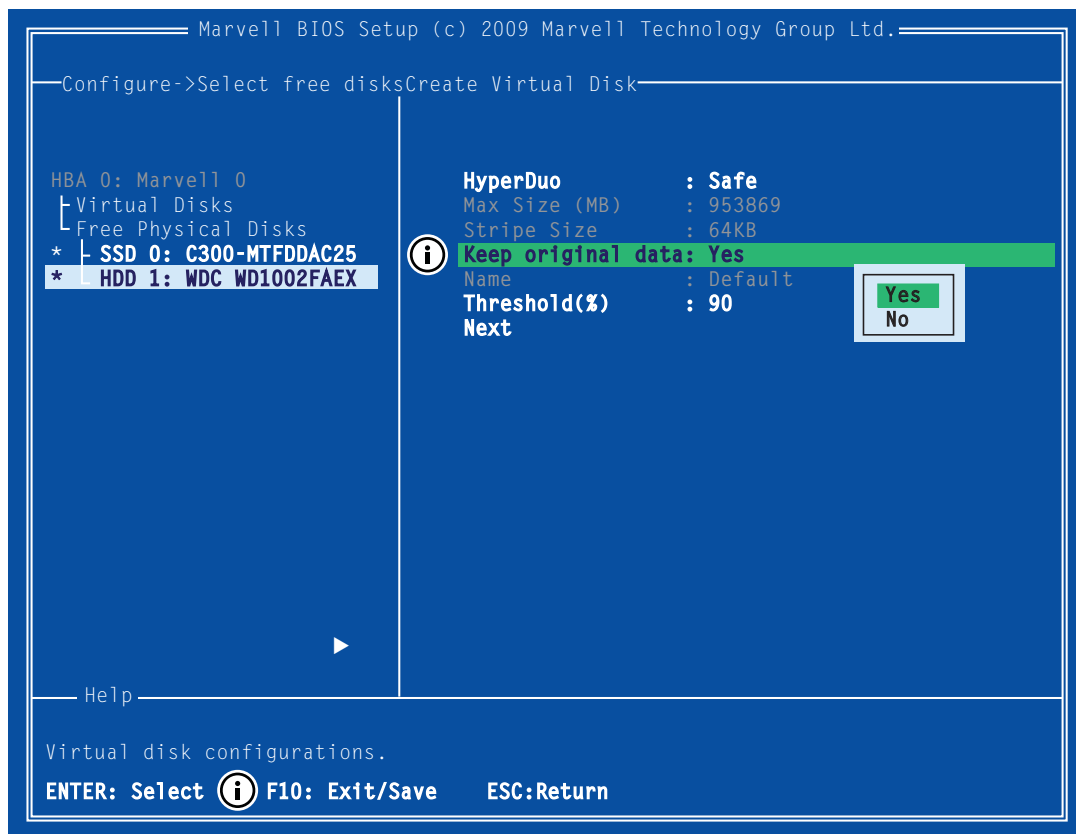 Marvell BIOS Setup (c) 2009 Marvell Technology Group Ltd.
Configure->Select free disksCreate Virtual Disk
HBA 0: Marvell 0
Virtual Disks
Free Physical Disks
* SSD 0: C300-MTFDDAC25
* HDD 1: WDC WD1002FAEX
HyperDuo : Safe
Max Size (MB) : 953869
Stripe Size : 64KB
Keep original data: Yes
Name : Default
Threshold(%) : 90
Next
Yes
No
Help
Virtual disk configurations.
ENTER: Select F10: Exit/Save ESC:Return